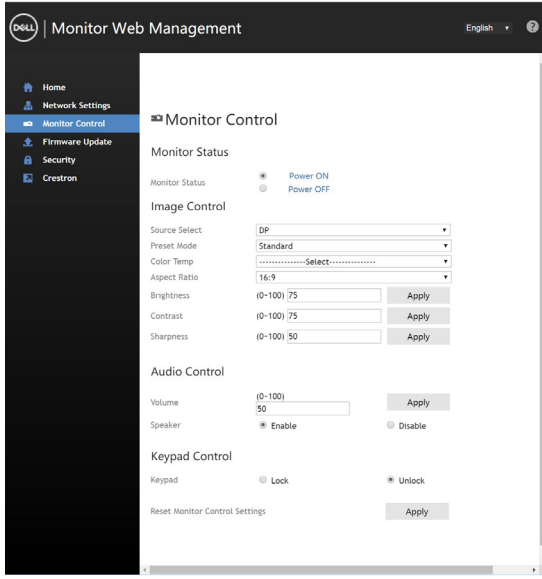 DELL | Monitor Web Management
English
?
Home
Network Settings
Monitor Control
Firmware Update
Security
Crestron
Monitor Control
Monitor Status
Monitor Status
Power ON
Power OFF
Image Control
Source Select DP
Preset Mode Standard
Color Temp ---------------Select---------------
Aspect Ratio 16:9
Brightness (0~100) 75 Apply
Contrast (0~100) 75 Apply
Sharpness (0~100) 50 Apply
Audio Control
(0~100)
Volume 50 Apply
Speaker Enable Disable
Keypad Control
Keypad Lock Unlock
Reset Monitor Control Settings Apply